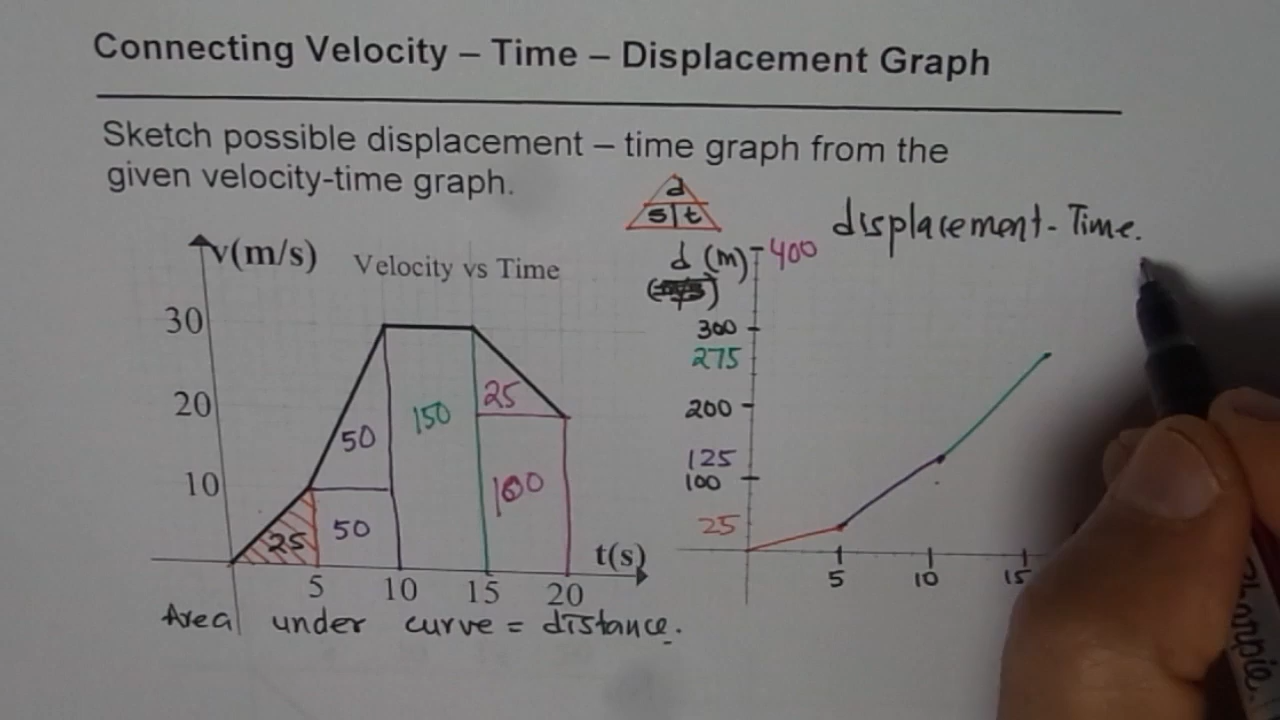 Connecting Velocity – Time – Displacement Graph
Sketch possible displacement – time graph from the
given velocity-time graph.
d
s t
displacement - Time.
v(m/s)
Velocity vs Time
d (m)
400
30
300
275
20
25
200
150
50
125
10
100
100
50
25
25
t(s)
5
10
15
20
5
10
15
Area under curve = distance.
Sharpie.